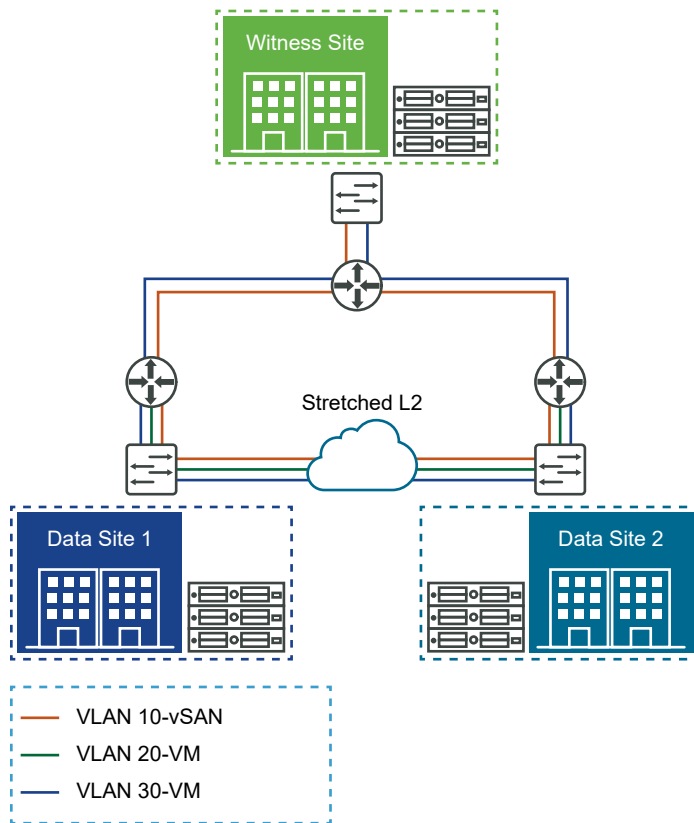 Witness Site
Stretched L2
Data Site 1
Data Site 2
VLAN 10-vSAN
VLAN 20-VM
VLAN 30-VM